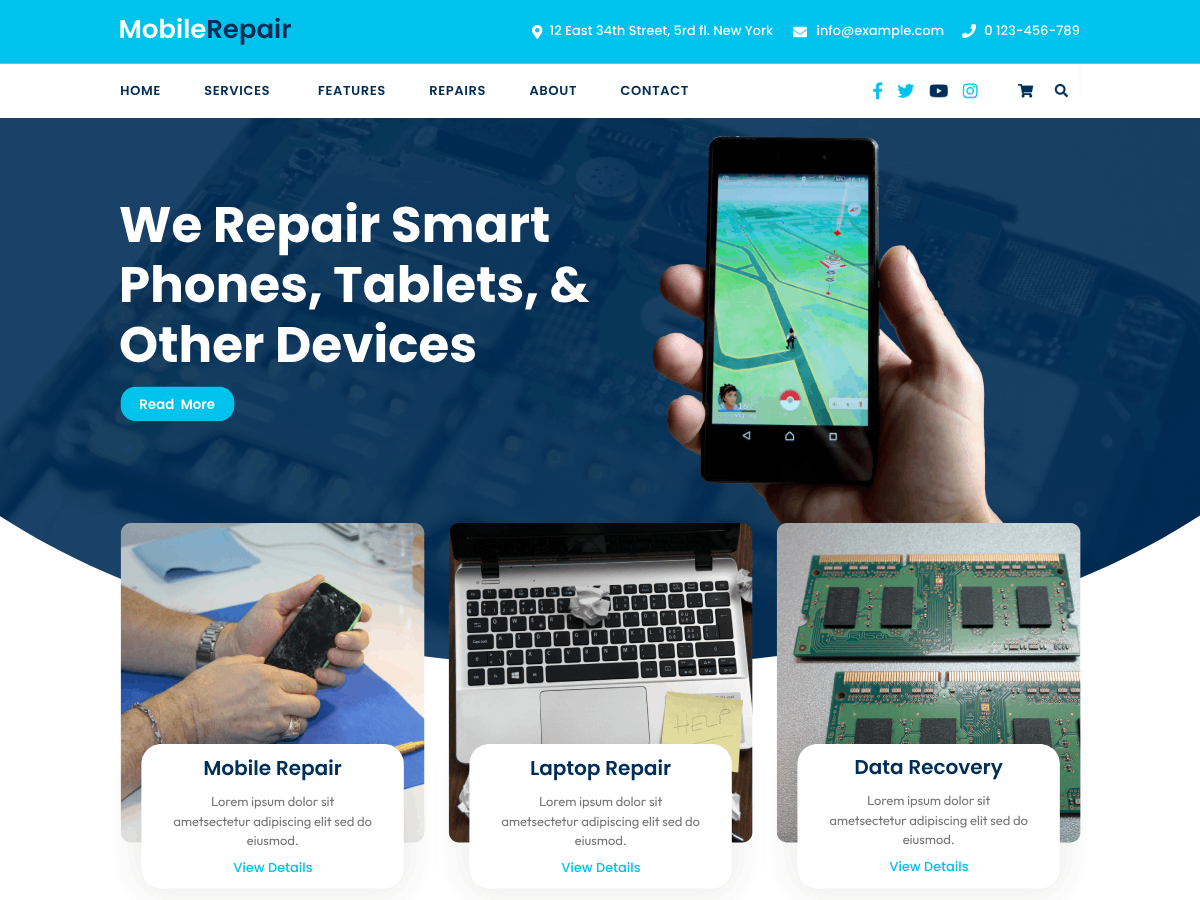 MobileRepair
12 East 34th Street, 5rd fl. New York
info@example.com
0 123-456-789
HOME
SERVICES
FEATURES
REPAIRS
ABOUT
CONTACT
We Repair Smart
Phones, Tablets, &
Other Devices
Read More
HELP
Mobile Repair
Lorem ipsum dolor sit
ametsectetur adipiscing elit sed do
eiusmod.
View Details
Laptop Repair
Lorem ipsum dolor sit
ametsectetur adipiscing elit sed do
eiusmod.
View Details
Data Recovery
Lorem ipsum dolor sit
ametsectetur adipiscing elit sed do
eiusmod.
View Details